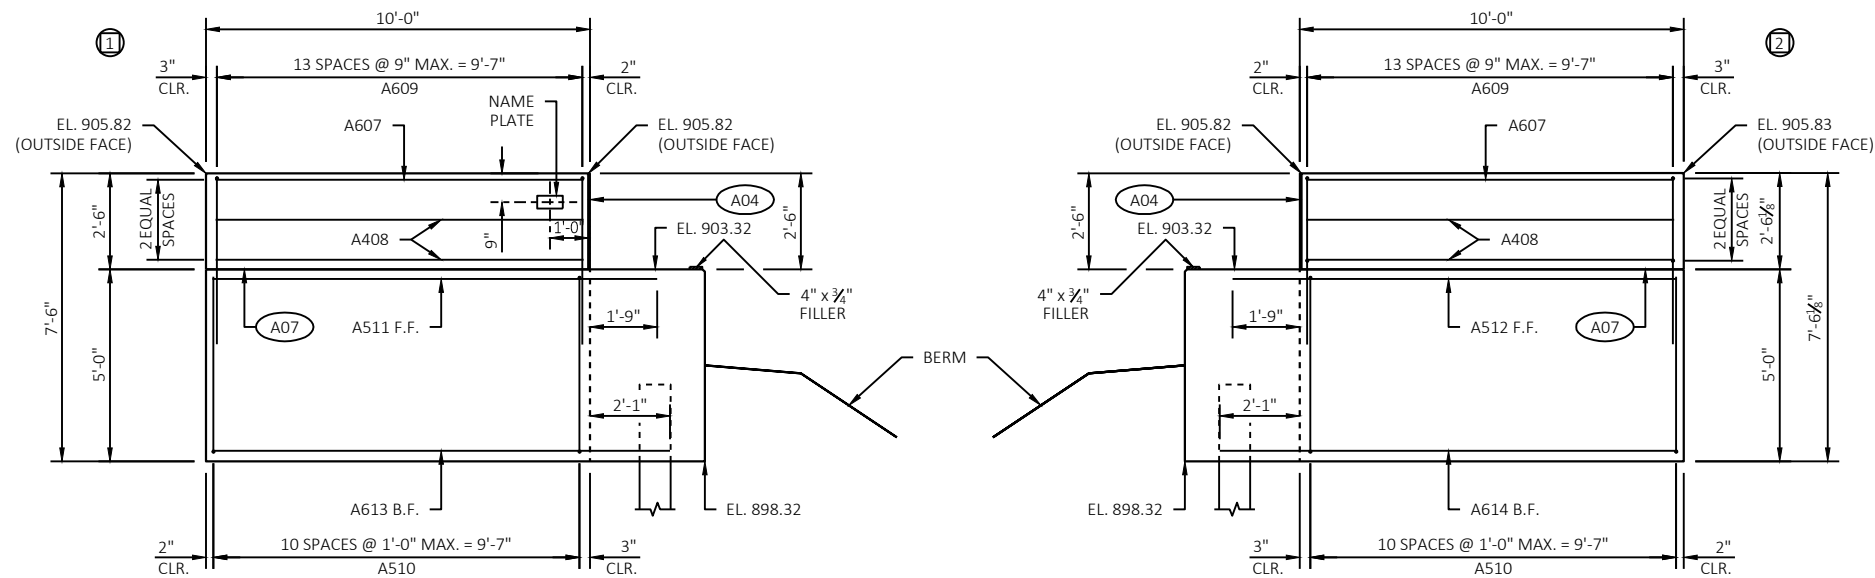 1
10'-0"
3"
CLR.
13 SPACES @ 9" MAX. = 9'-7"
A609
2"
CLR.
NAME
PLATE
EL. 905.82
(OUTSIDE FACE)
A607
EL. 905.82
(OUTSIDE FACE)
7'-6"
2'-6"
2 EQUAL
SPACES
A408
9"
1'-0"
A04
2'-6"
EL. 903.32
5'-0"
A07
A511 F.F.
1'-9"
4" x 3/4"
FILLER
2'-1"
A613 B.F.
EL. 898.32
2"
CLR.
10 SPACES @ 1'-0" MAX. = 9'-7"
A510
3"
CLR.
BERM
2
10'-0"
2"
CLR.
13 SPACES @ 9" MAX. = 9'-7"
A609
3"
CLR.
EL. 905.82
(OUTSIDE FACE)
A607
EL. 905.83
(OUTSIDE FACE)
2'-6"
A04
EL. 903.32
A408
2 EQUAL
SPACES
2'-6 1/8"
7'-6 1/8"
4" x 3/4"
FILLER
1'-9"
A512 F.F.
A07
5'-0"
2'-1"
EL. 898.32
A614 B.F.
3"
CLR.
10 SPACES @ 1'-0" MAX. = 9'-7"
A510
2"
CLR.